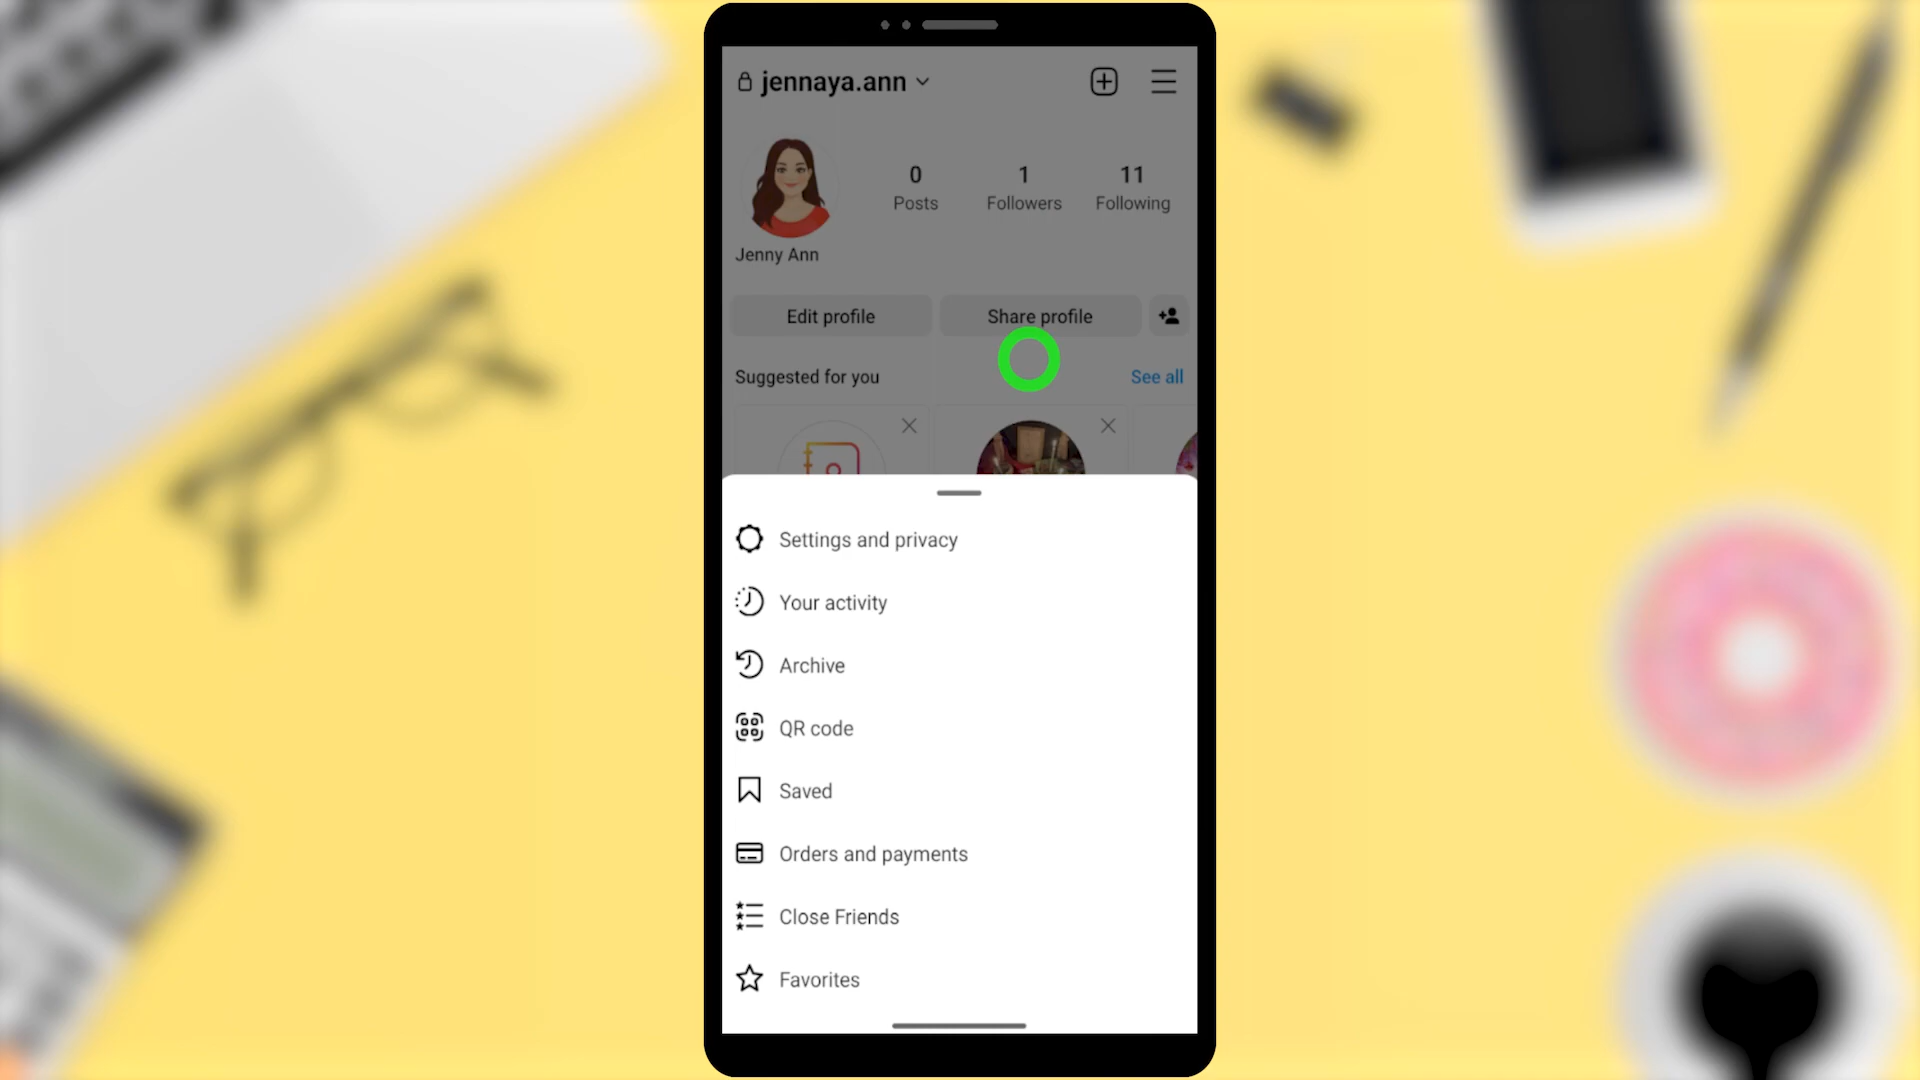 jennaya.ann
0 1 11
Posts Followers Following
Jenny Ann
Edit profile Share profile
Suggested for you See all
Settings and privacy
Your activity
Archive
QR code
Saved
Orders and payments
Close Friends
Favorites